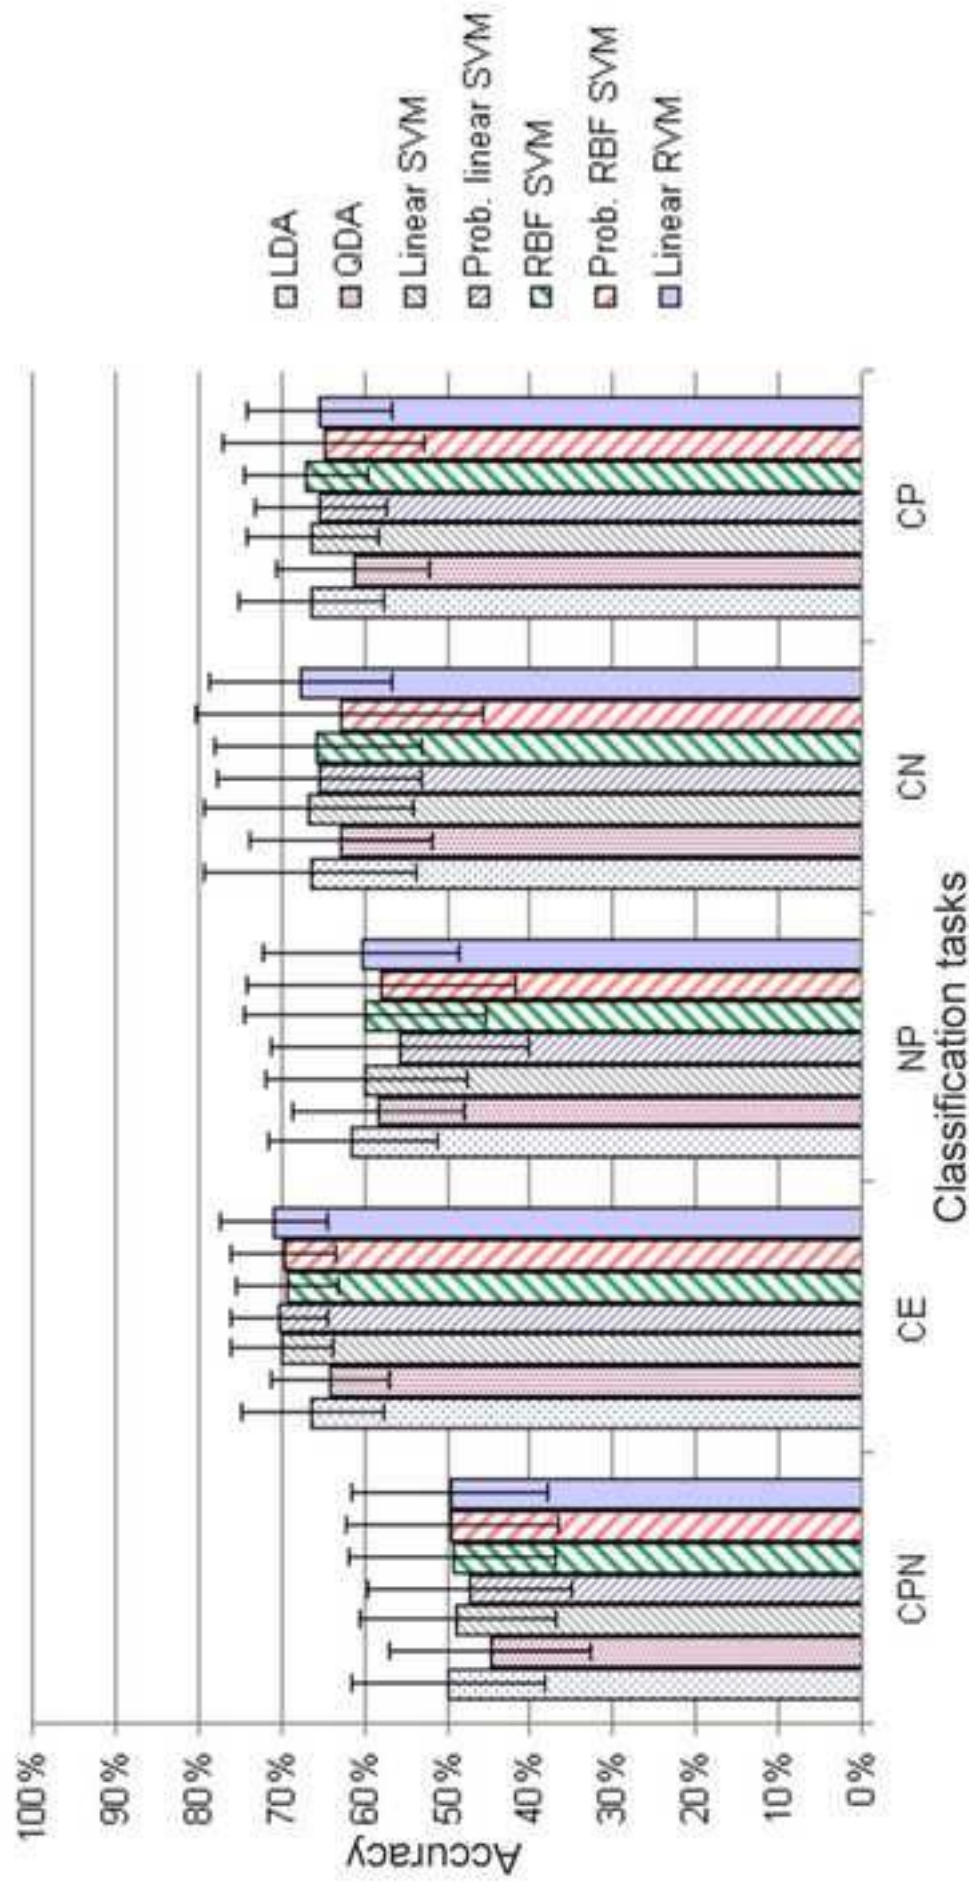 100%
90%
80%
70%
60%
50%
40%
30%
20%
10%
0%
Accuracy
CPN
CE
NP
CN
CP
Classification tasks
LDA
QDA
Linear SVM
Prob. linear SVM
RBF SVM
Prob. RBF SVM
Linear RVM